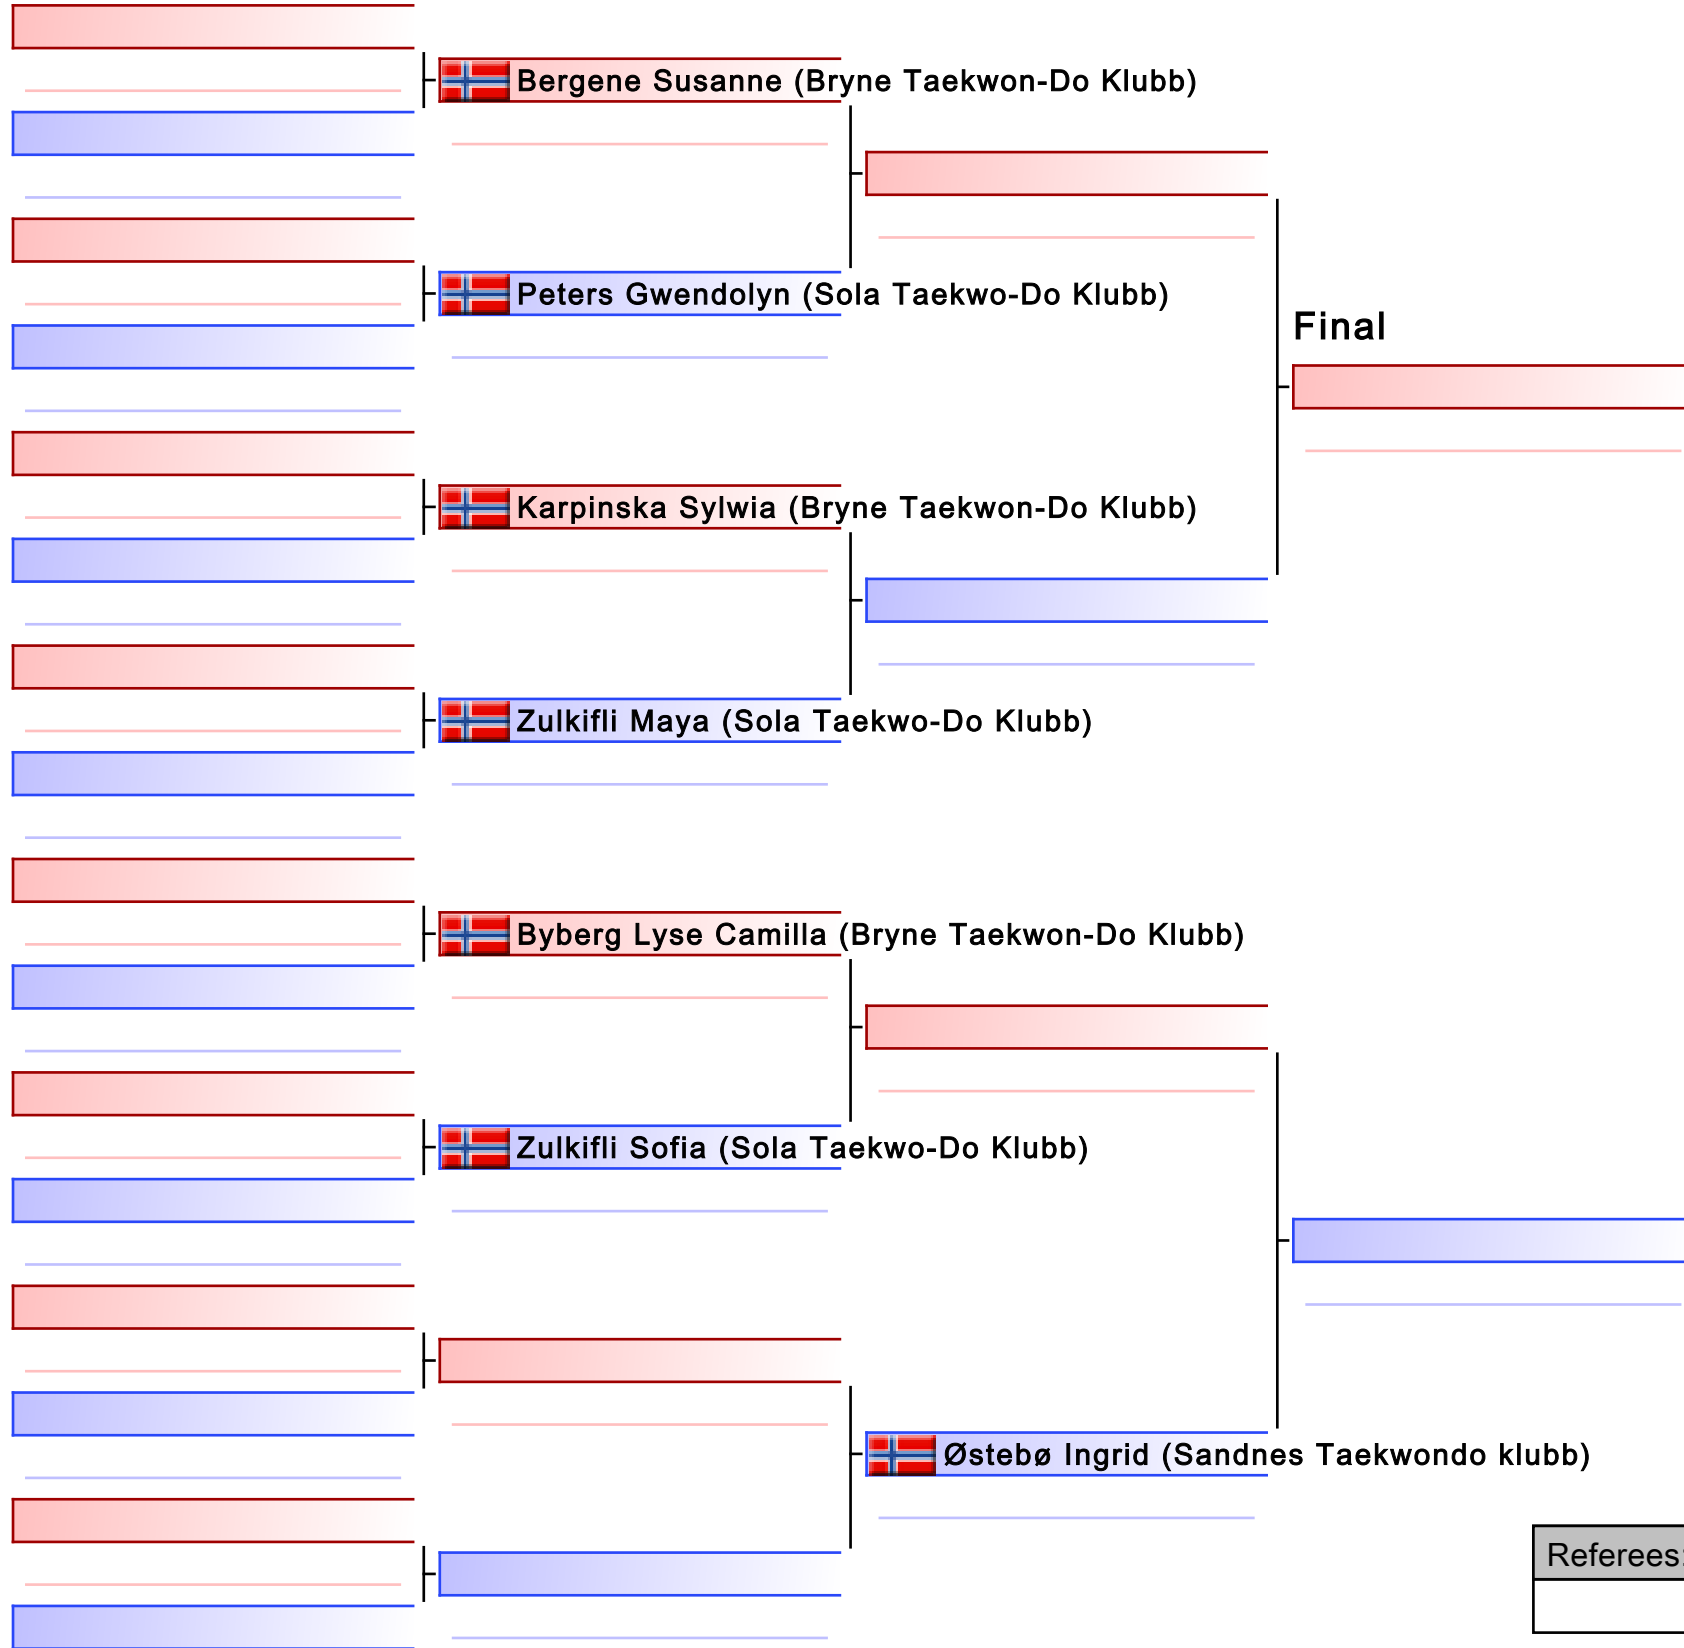 Bergene Susanne (Bryne Taekwon-Do Klubb)
Peters Gwendolyn (Sola Taekwo-Do Klubb)
Final
Karpinska Sylwia (Bryne Taekwon-Do Klubb)
Zulkifli Maya (Sola Taekwo-Do Klubb)
Byberg Lyse Camilla (Bryne Taekwon-Do Klubb)
Zulkifli Sofia (Sola Taekwo-Do Klubb)
Østebø Ingrid (Sandnes Taekwondo klubb)
Referees: